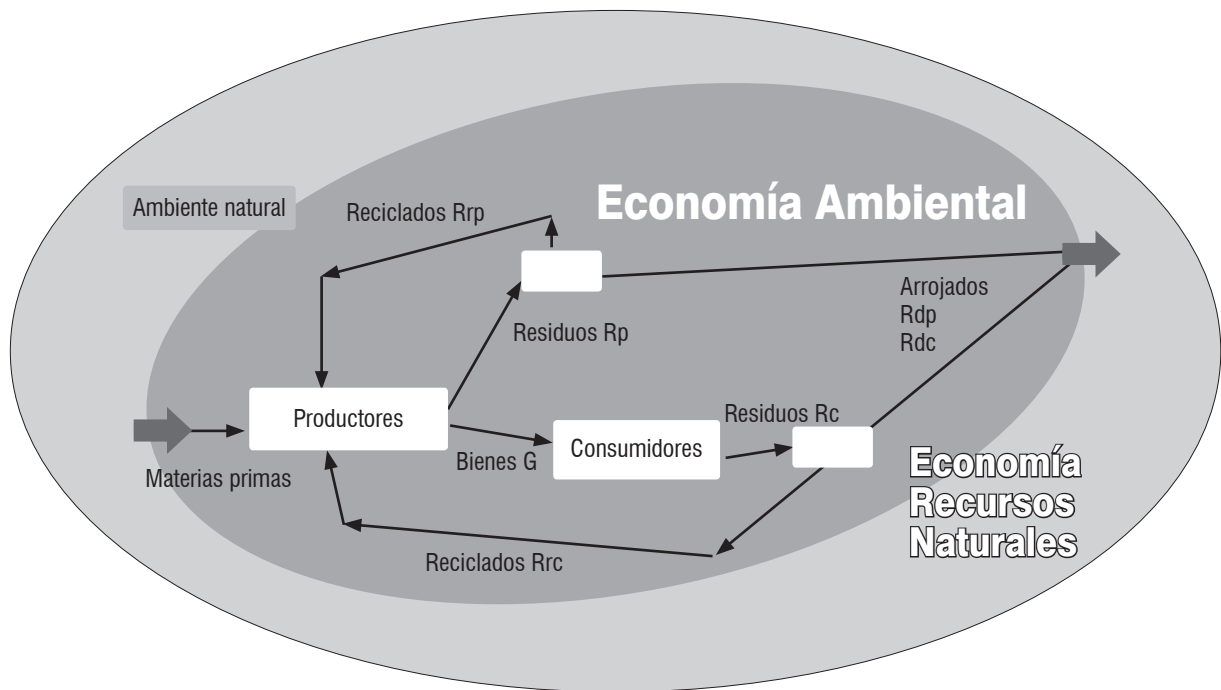 Ambiente natural
Reciclados Rrp
Economía Ambiental
Arrojados
Rdp
Rdc
Residuos Rp
Productores
Residuos Rc
Bienes G
Consumidores
Materias primas
Economía
Recursos
Naturales
Reciclados Rrc